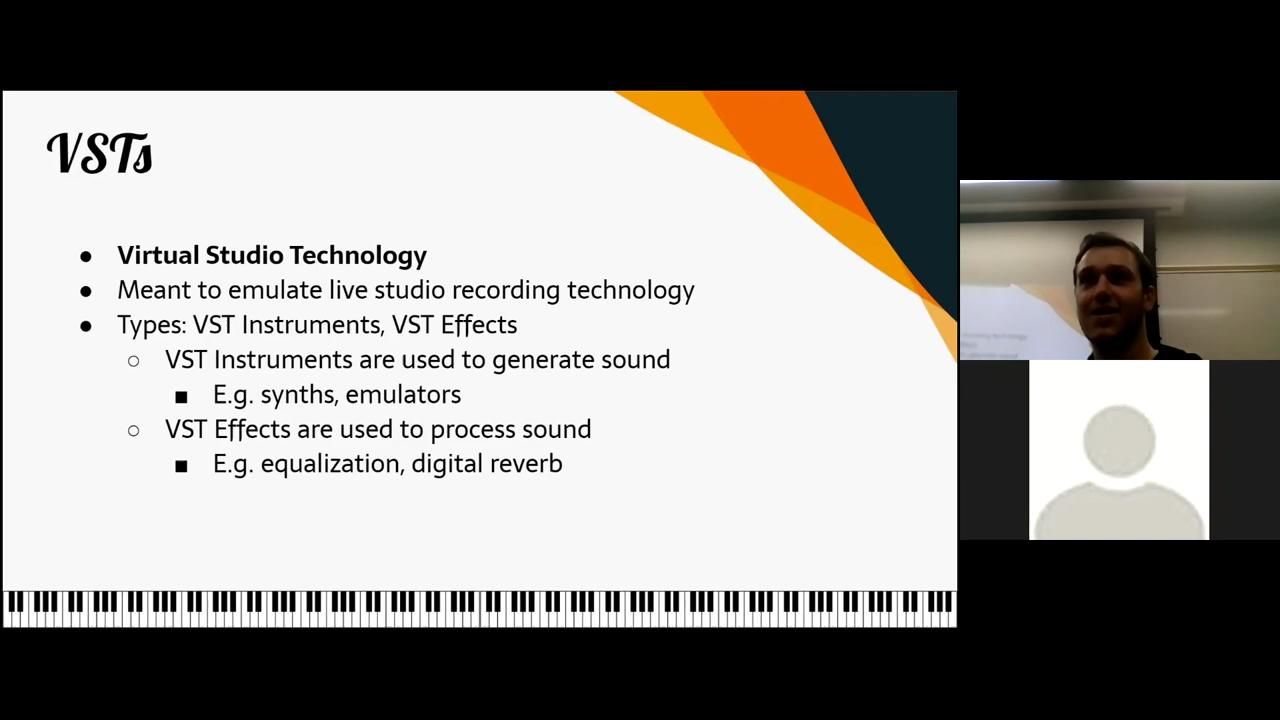 VSTs
● Virtual Studio Technology
● Meant to emulate live studio recording technology
● Types: VST Instruments, VST Effects
○ VST Instruments are used to generate sound
■ E.g. synths, emulators
○ VST Effects are used to process sound
■ E.g. equalization, digital reverb